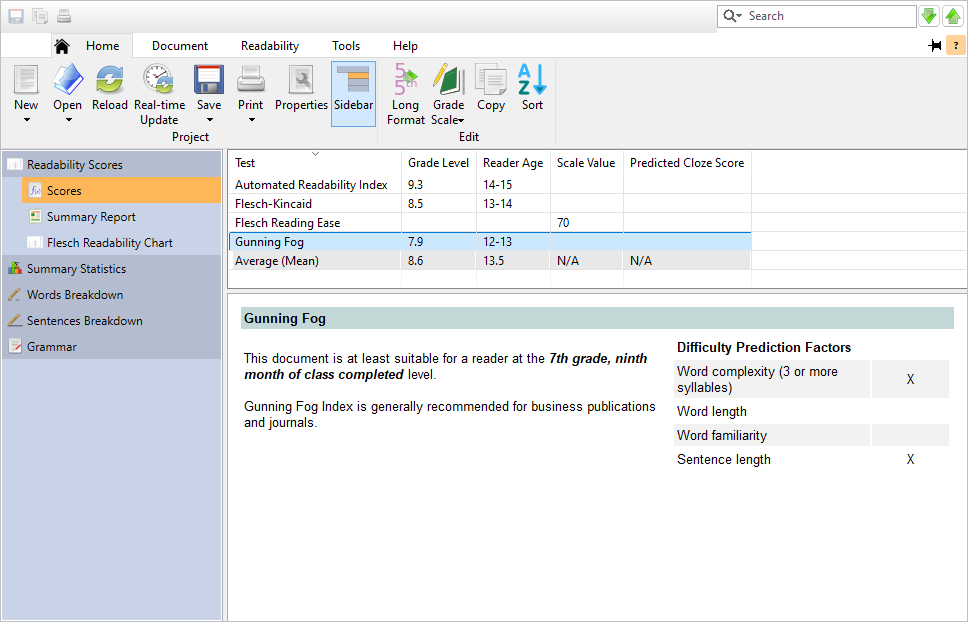 Search
Home Document Readability Tools Help
?
New Open Reload Real-time Update Save Print Properties Sidebar Long Format Grade Scale Copy Sort
Project Edit
Readability Scores
Scores
Summary Report
Flesch Readability Chart
Summary Statistics
Words Breakdown
Sentences Breakdown
Grammar
Test Grade Level Reader Age Scale Value Predicted Cloze Score
Automated Readability Index 9.3 14-15
Flesch-Kincaid 8.5 13-14
Flesch Reading Ease 70
Gunning Fog 7.9 12-13
Average (Mean) 8.6 13.5 N/A N/A
Gunning Fog
This document is at least suitable for a reader at the 7th grade, ninth
month of class completed level.
Gunning Fog Index is generally recommended for business publications
and journals.
Difficulty Prediction Factors
Word complexity (3 or more
syllables) X
Word length
Word familiarity
Sentence length X